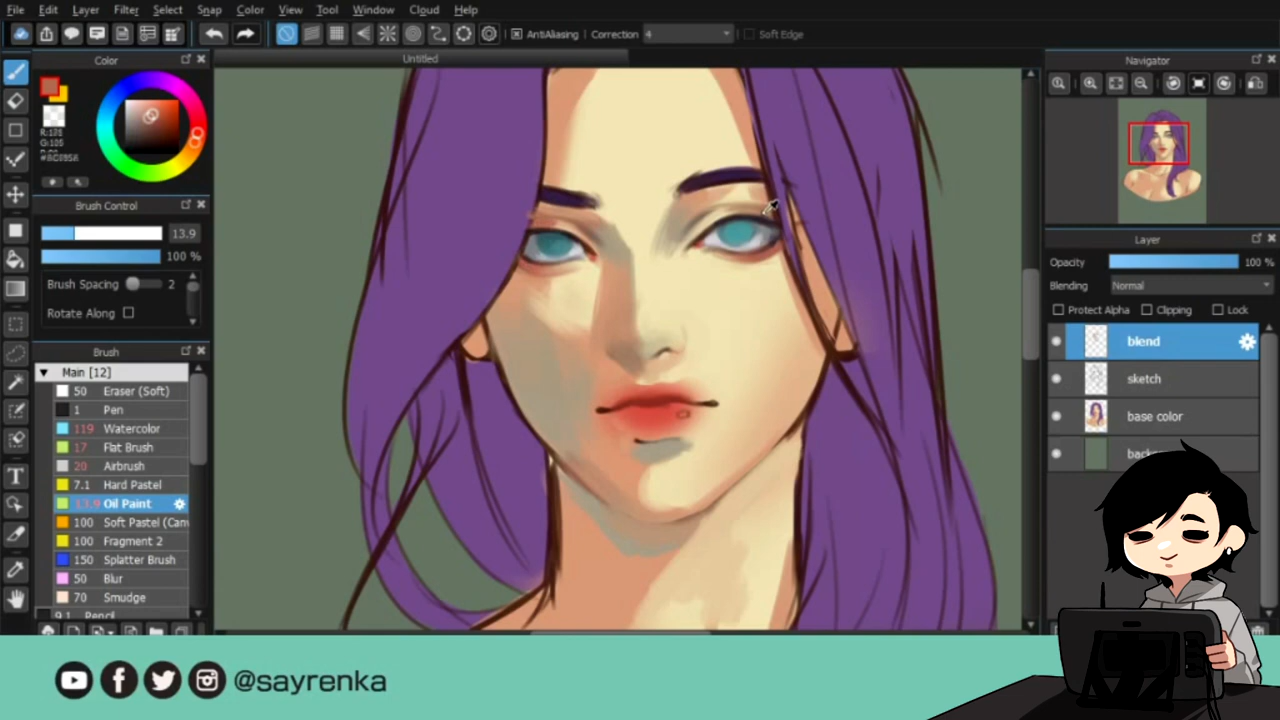 File Edit Layer Filter Select Snap Color View Tool Window Cloud Help
AntiAliasing Correction 4 Soft Edge
Color
Untitled
Navigator
Brush Control
13.9
100 %
Brush Spacing 2
Rotate Along
Brush
Main [12]
50 Eraser (Soft)
1 Pen
119 Watercolor
17 Flat Brush
20 Airbrush
7.1 Hard Pastel
13.9 Oil Paint
100 Soft Pastel (Canv
100 Fragment 2
150 Splatter Brush
50 Blur
70 Smudge
9.1 Pencil
Layer
Opacity 100 %
Blending Normal
Protect Alpha Clipping Lock
blend
sketch
base color
@sayrenka